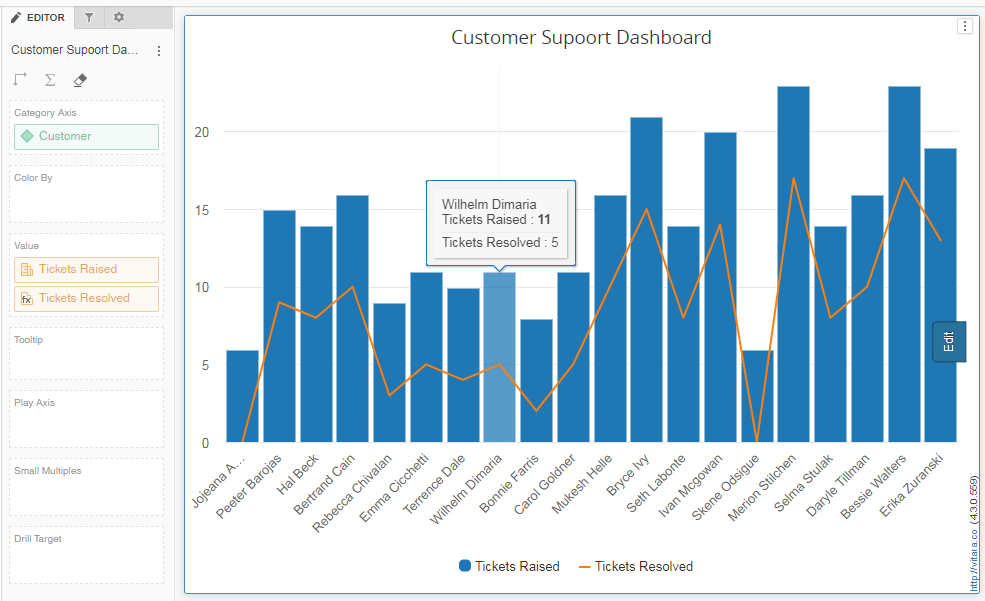 EDITOR
Customer Supoort Da...
Category Axis
Customer
Color By
Value
Tickets Raised
fx Tickets Resolved
Tooltip
Play Axis
Small Multiples
Drill Target
Customer Supoort Dashboard
20
15
10
5
0
Wilhelm Dimaria
Tickets Raised : 11
Tickets Resolved : 5
Edit
Jojeana A...
Peeter Barojas
Hal Beck
Bertrand Cain
Rebecca Chivalan
Emma Cicchetti
Terrence Dale
Wilhelm Dimaria
Bonnie Farris
Carol Goldner
Mukesh Helle
Bryce Ivy
Seth Labonte
Ian Mcgowan
Skene Odsigue
Merion Stilchen
Selma Stulak
Daryle Tillman
Bessie Walters
Erika Zuranski
Tickets Raised
Tickets Resolved
http://vitara.co (4.3.0.559)